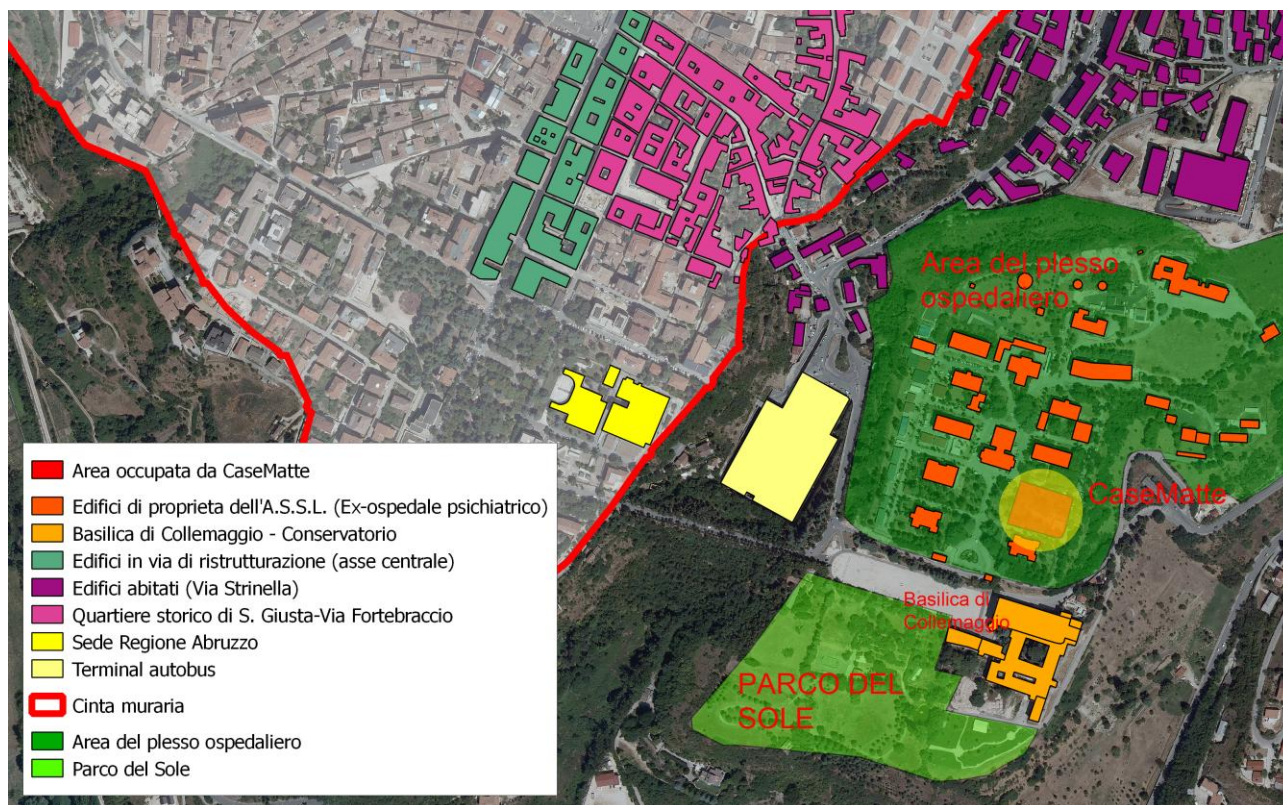 Area del plesso
ospedaliero
CaseMatte
Basilica di
Collemaggio
PARCO DEL
SOLE
Area occupata da CaseMatte
Edifici di proprieta dell'A.S.S.L. (Ex-ospedale psichiatrico)
Basilica di Collemaggio - Conservatorio
Edifici in via di ristrutturazione (asse centrale)
Edifici abitati (Via Strinella)
Quartiere storico di S. Giusta-Via Fortebraccio
Sede Regione Abruzzo
Terminal autobus
Cinta muraria
Area del plesso ospedaliero
Parco del Sole